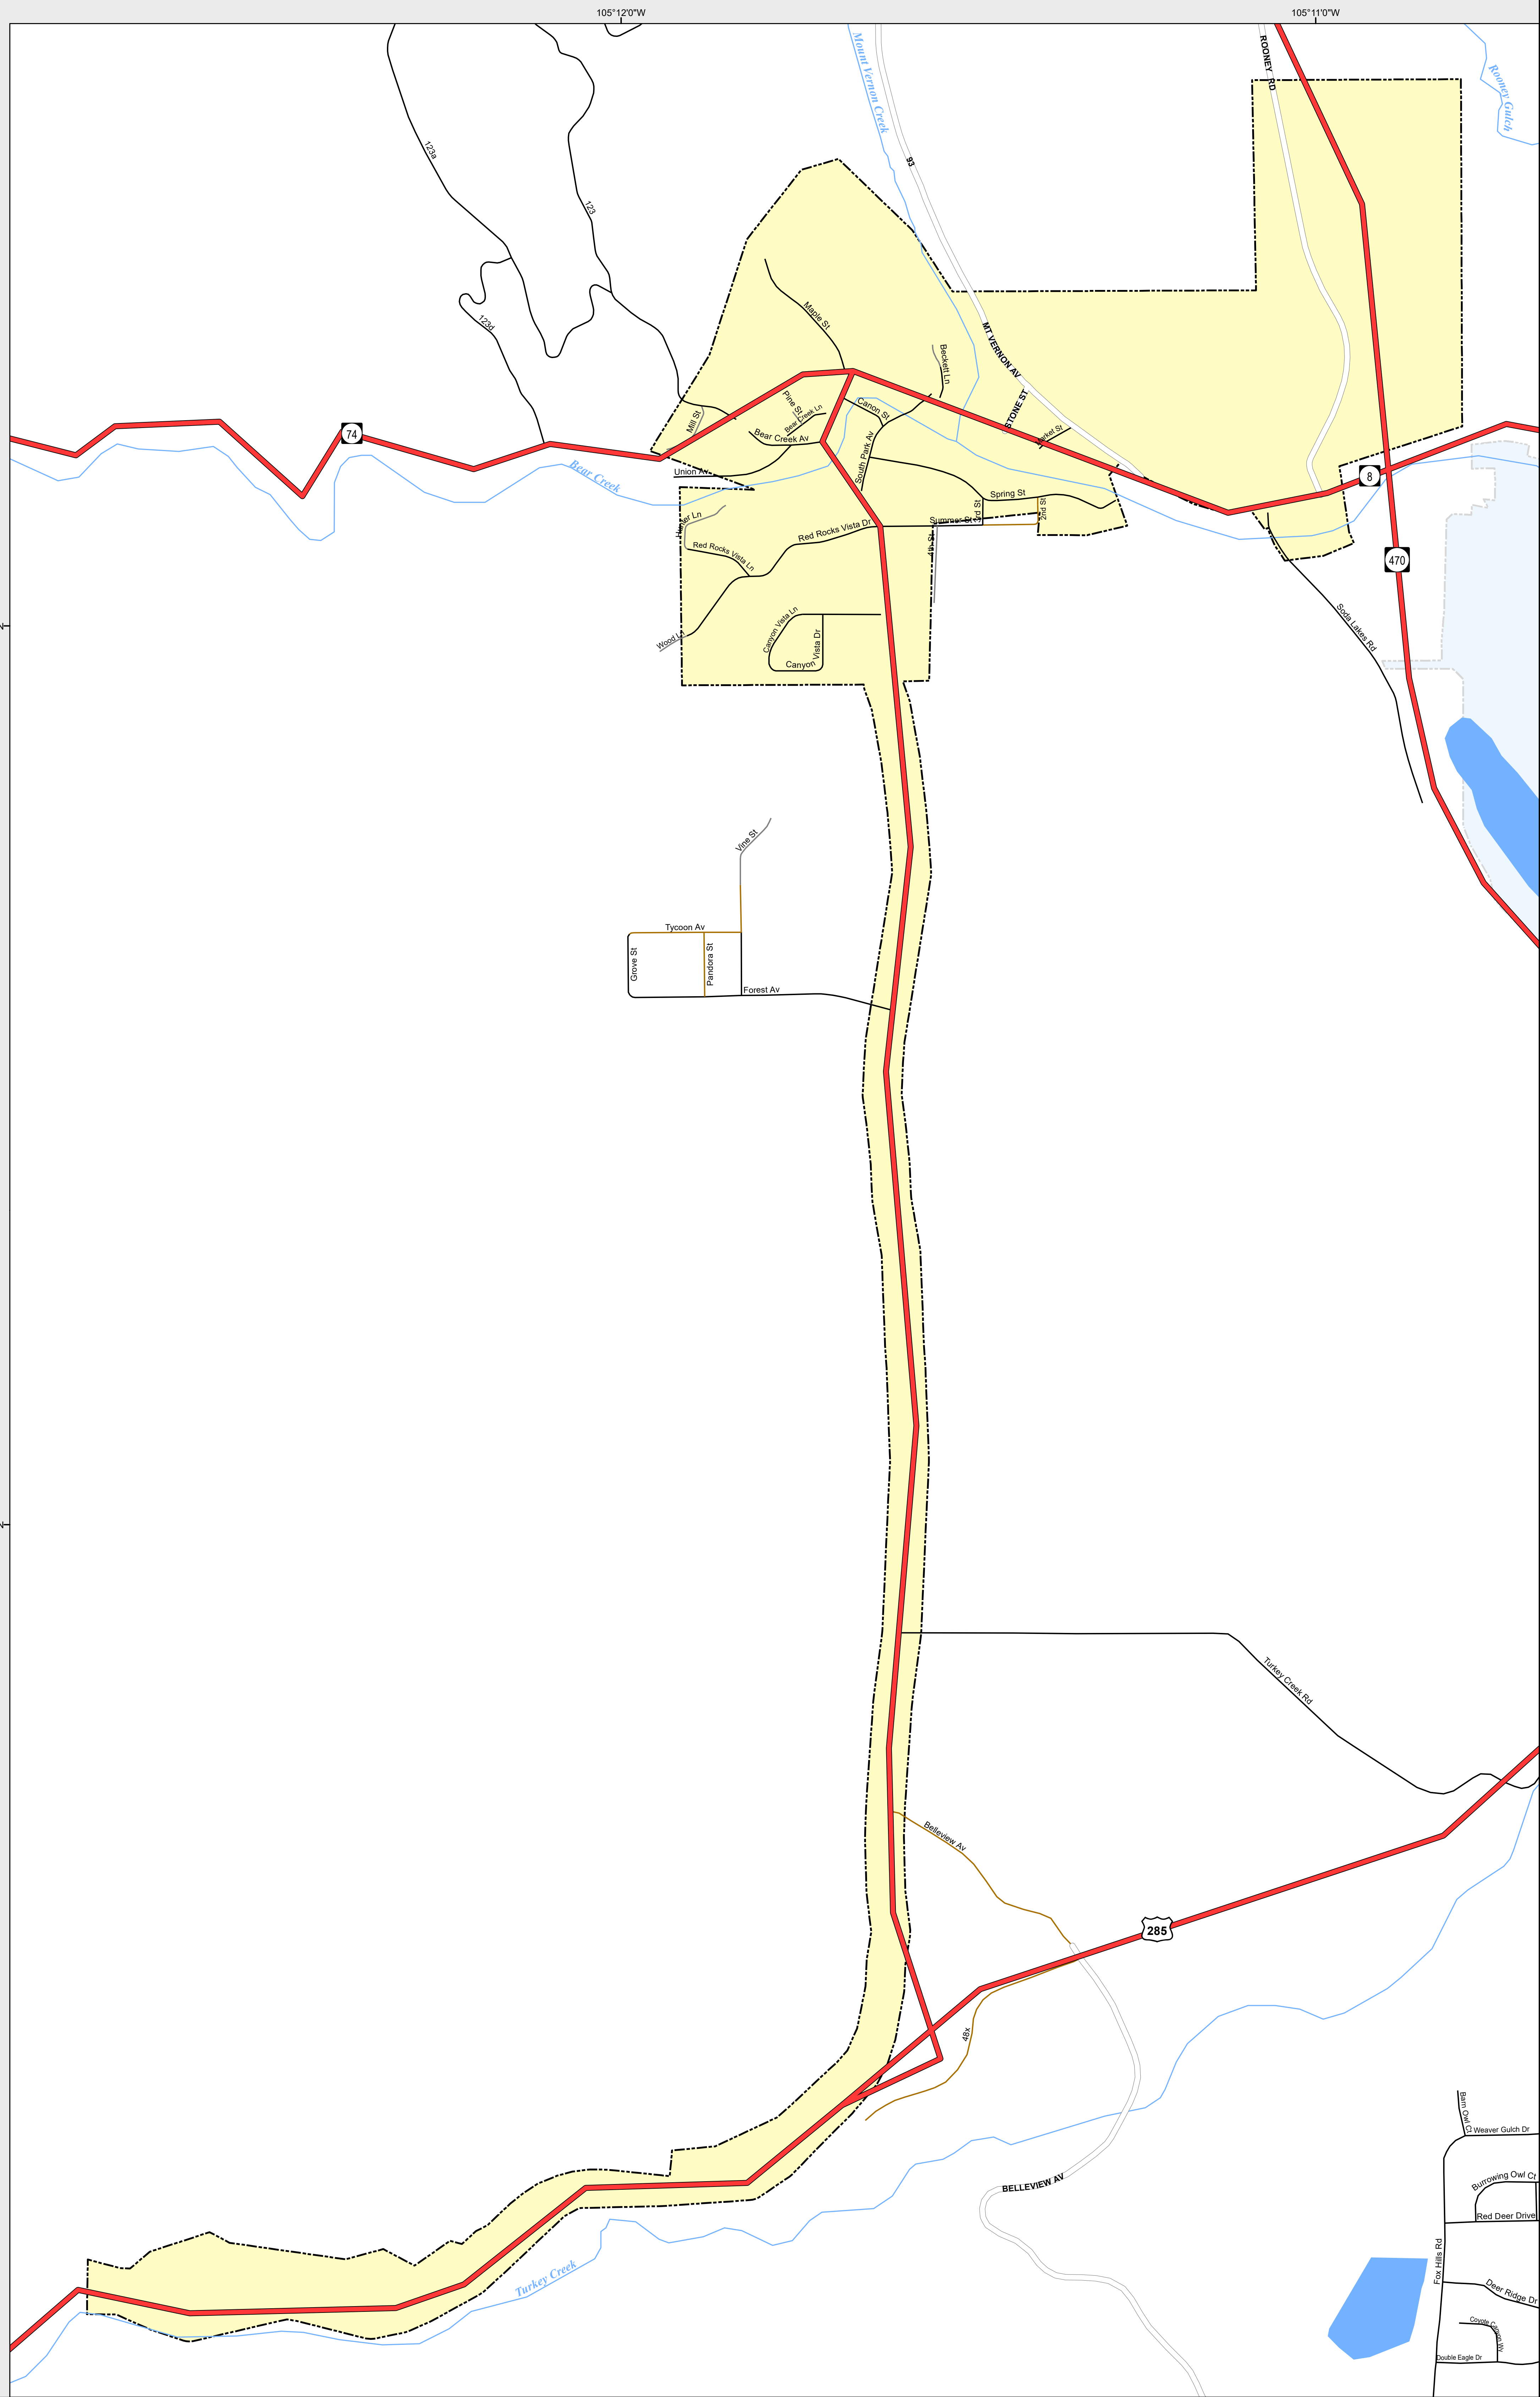 105°12'0"W
105°11'0"W
Mount Vernon Creek
ROONEY RD
Rooney Gulch
123a
93
123
Maple St
123d
MT VERNON AV
Beckett Ln
Pine St
Bear Creek Ln
Canon St
STONE ST
Mill St
74
Bear Creek Av
South Park Av
Market St
Union Av
Bear Creek
8
Spring St
3rd St
2nd St
Summer St
Red Rocks Vista Dr
4th St
Red Rocks Vista Ln
470
Canyon Vista Ln
Soda Lakes Rd
Wood Ln
Canyon
Vista Dr
Vine St
Tycoon Av
Grove St
Pandora St
Forest Av
Turkey Creek Rd
Belleview Av
285
48x
Barn Owl Ct
Weaver Gulch Dr
Burrowing Owl Ct
BELLEVIEW AV
Red Deer Drive
Turkey Creek
Fox Hills Rd
Deer Ridge Dr
Coyote Canyon Wy
Double Eagle Dr